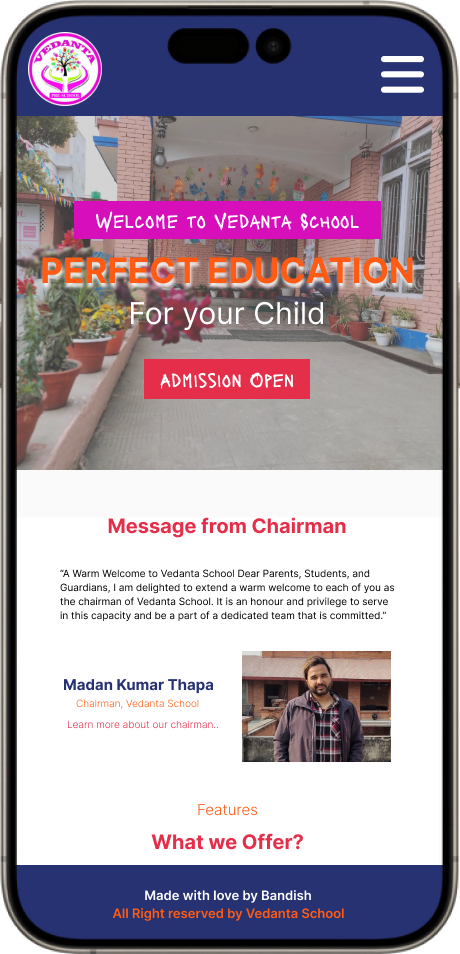 VEDANTA
PRE-SCHOOL
Welcome to Vedanta School
PERFECT EDUCATION
For your Child
Admission Open
Message from Chairman
“A Warm Welcome to Vedanta School Dear Parents, Students, and
Guardians, I am delighted to extend a warm welcome to each of you as
the chairman of Vedanta School. It is an honour and privilege to serve
in this capacity and be a part of a dedicated team that is committed.”
Madan Kumar Thapa
Chairman, Vedanta School
Learn more about our chairman..
Features
What we Offer?
Made with love by Bandish
All Right reserved by Vedanta School